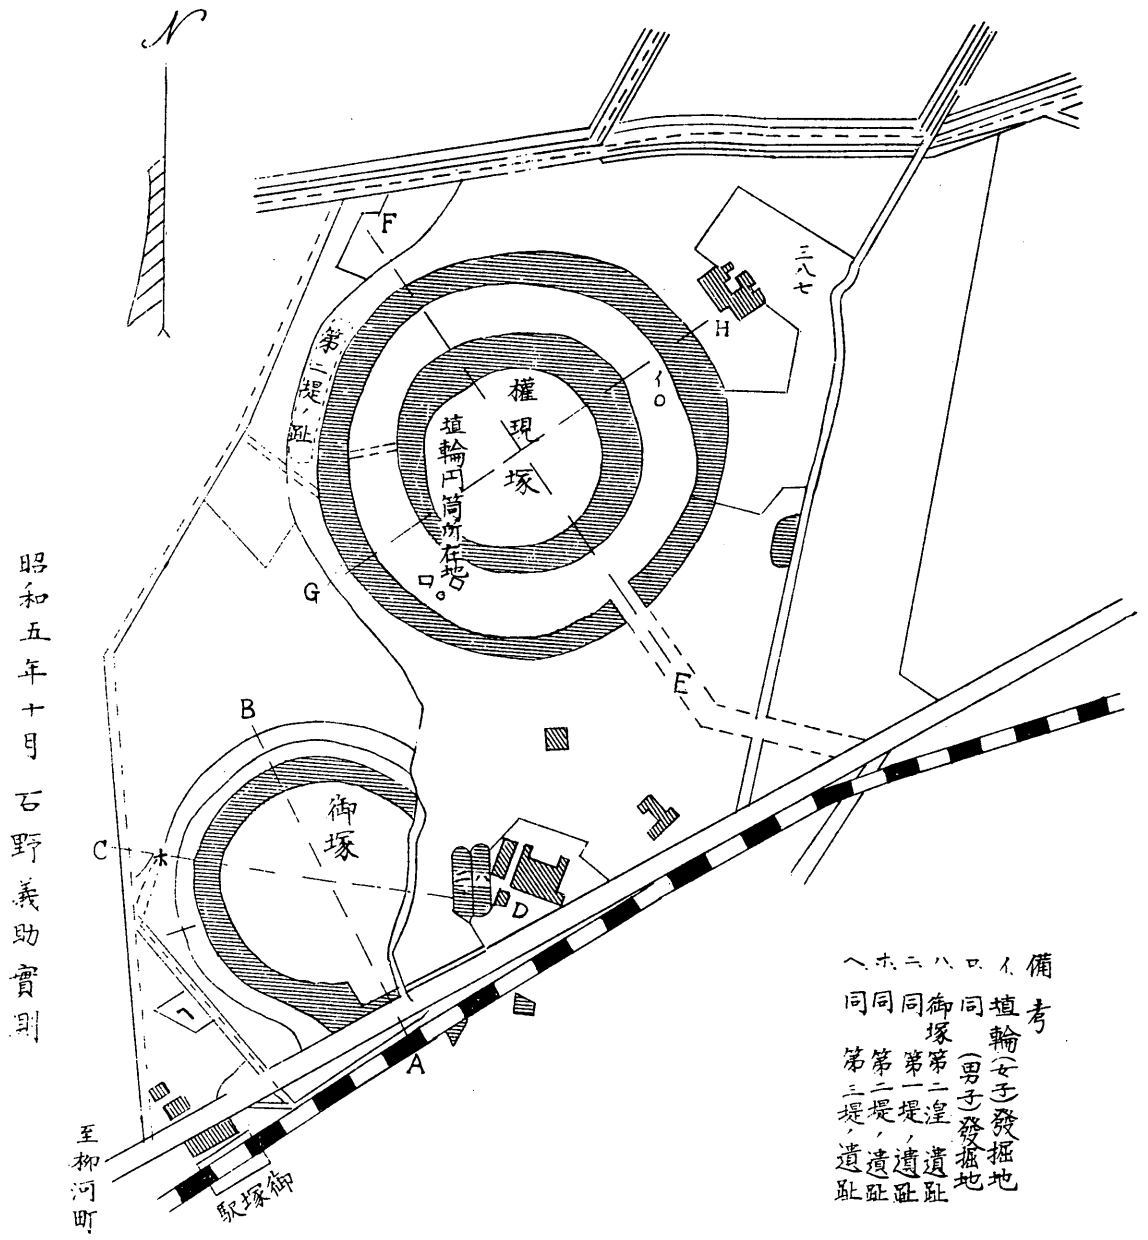 N
F
H
三八七
イ
第二堤ノ趾
權現塚
埴輪円筒所在地
ロ
G
E
B
御塚
C
ホ
ニ
ハ
D
ヘ
A
御塚駅
至柳河町
昭和五年十月 石野義助實測
備考
イ、埴輪(女子)發掘地
ロ、同 (男子)發掘地
ハ、御塚第二湟 遺趾
ニ、同 第一堤ノ遺趾
ホ、同 第二堤ノ遺趾
ヘ、同 第三堤ノ遺趾